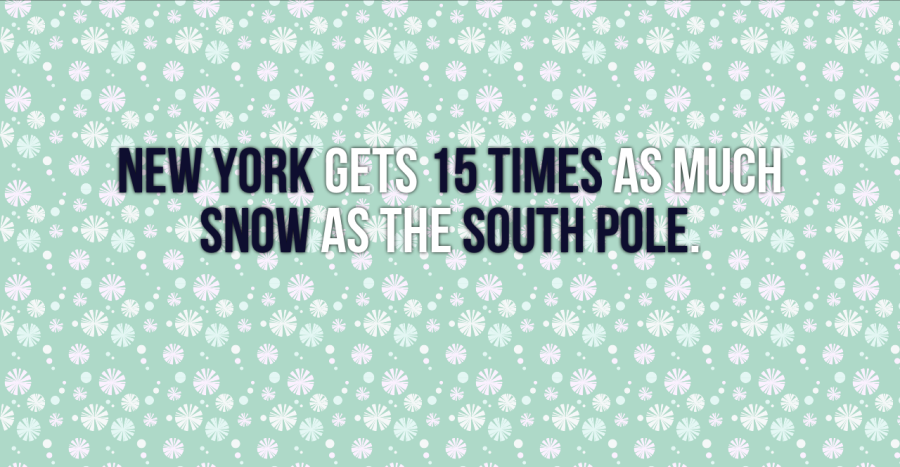 NEW YORK GETS 15 TIMES AS MUCH
SNOW AS THE SOUTH POLE.